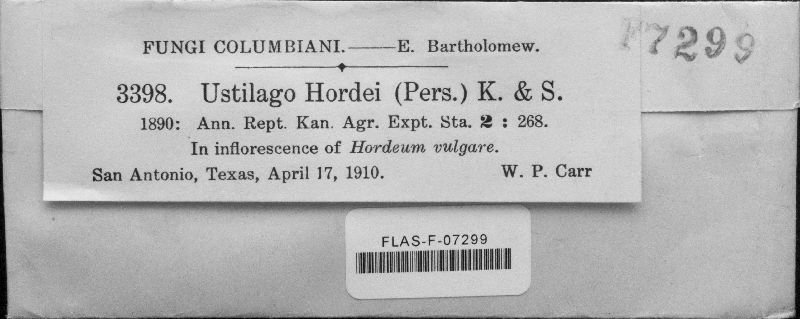 F7299
FUNGI COLUMBIANI.——E. Bartholomew.
3398. Ustilago Hordei (Pers.) K. & S.
1890: Ann. Rept. Kan. Agr. Expt. Sta. 2 : 268.
In inflorescence of Hordeum vulgare.
San Antonio, Texas, April 17, 1910. W. P. Carr
FLAS-F-07299